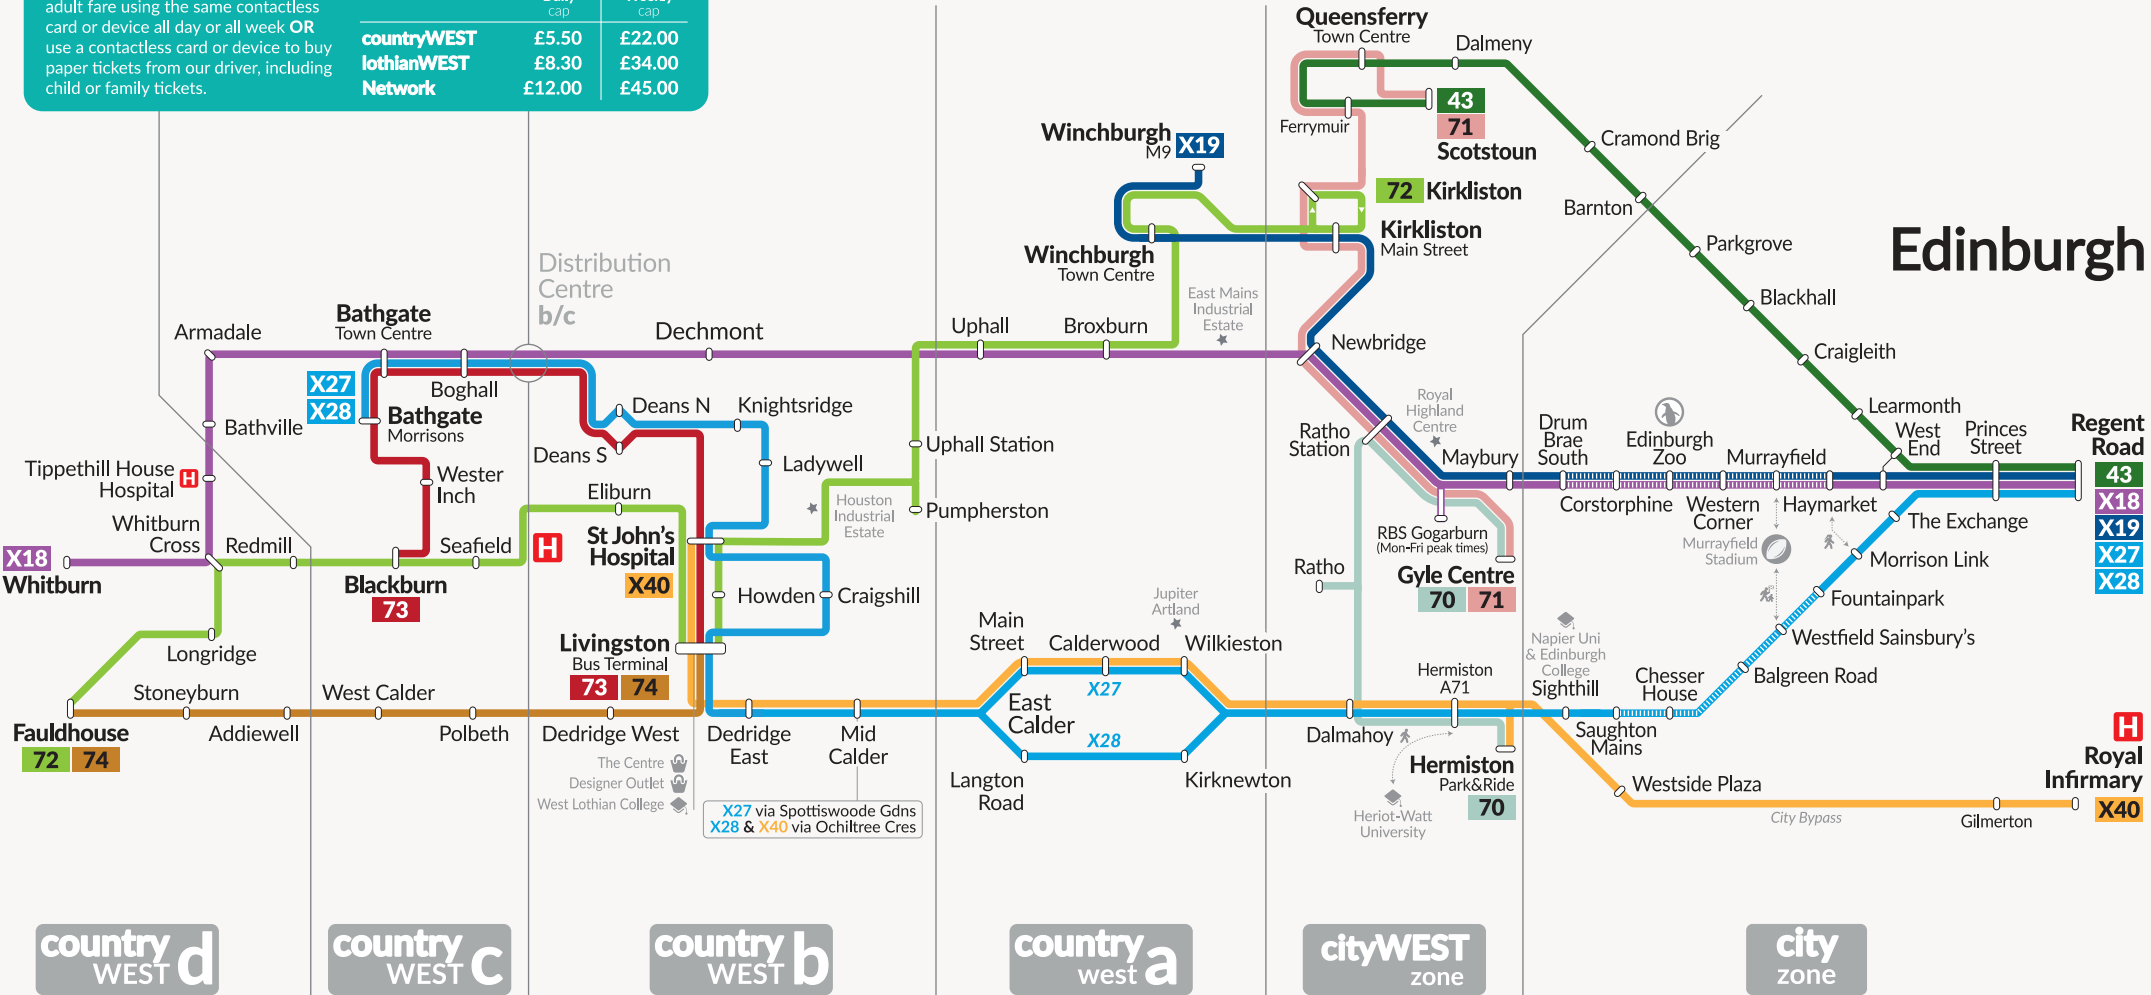 adult fare using the same contactless
card or device all day or all week OR
use a contactless card or device to buy
paper tickets from our driver, including
child or family tickets.
cap cap
countryWEST £5.50 £22.00
lothianWEST £8.30 £34.00
Network £12.00 £45.00
Queensferry
Town Centre
Dalmeny
43
71
Scotstoun
Ferrymuir
Cramond Brig
Barnton
Winchburgh
M9
X19
72 Kirkliston
Kirkliston
Main Street
Winchburgh
Town Centre
Parkgrove
Edinburgh
Blackhall
Craigleith
Learmonth
West
End
Princes
Street
Regent
Road
43
X18
X19
X27
X28
Distribution
Centre
b/c
Armadale
Bathgate
Town Centre
Boghall
Dechmont
Uphall
Broxburn
East Mains
Industrial
Estate
Newbridge
X27
X28
Bathgate
Morrisons
Bathville
Tippethill House
Hospital H
Whitburn
Cross
X18
Whitburn
Redmill
Wester
Inch
Blackburn
73
Seafield
H
Deans N
Deans S
Knightsridge
Ladywell
Houston
Industrial
Estate
Eliburn
St John's
Hospital
X40
Howden
Craigshill
Uphall Station
Pumpherston
Royal
Highland
Centre
Ratho
Station
Maybury
RBS Gogarburn
(Mon-Fri peak times)
Gyle Centre
70 71
Ratho
Drum
Brae
South
Corstorphine
Edinburgh
Zoo
Western
Corner
Murrayfield
Haymarket
Murrayfield
Stadium
The Exchange
Morrison Link
Fountainpark
Westfield Sainsbury's
Balgreen Road
Chesser
House
Napier Uni
& Edinburgh
College
Sighthill
Saughton
Mains
Westside Plaza
City Bypass
Gilmerton
H
Royal
Infirmary
X40
Longridge
Fauldhouse
72 74
Stoneyburn
Addiewell
West Calder
Polbeth
Livingston
Bus Terminal
73 74
Dedridge West
The Centre
Designer Outlet
West Lothian College
Dedridge
East
Mid
Calder
X27 via Spottiswoode Gdns
X28 & X40 via Ochiltree Cres
Main
Street
Calderwood
Jupiter
Artland
Wilkieston
X27
East
Calder
X28
Langton
Road
Kirknewton
Hermiston
A71
Dalmahoy
Hermiston
Park&Ride
70
Heriot-Watt
University
country
WEST d
country
WEST c
country
WEST b
country
west a
cityWEST
zone
city
zone